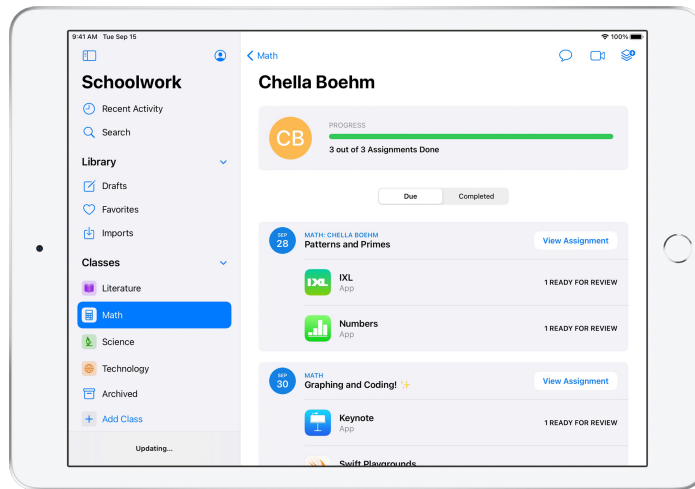 9:41 AM Tue Sep 15
100%
Schoolwork
Recent Activity
Search
Library
Drafts
Favorites
Imports
Classes
Literature
Math
Science
Technology
Archived
Add Class
Updating...
Math
Chella Boehm
CB
PROGRESS
3 out of 3 Assignments Done
Due
Completed
SEP
28
MATH: CHELLA BOEHM
Patterns and Primes
View Assignment
IXL
IXL
App
1 READY FOR REVIEW
Numbers
App
1 READY FOR REVIEW
SEP
30
MATH
Graphing and Coding! ✨
View Assignment
Keynote
App
1 READY FOR REVIEW
Swift Playgrounds